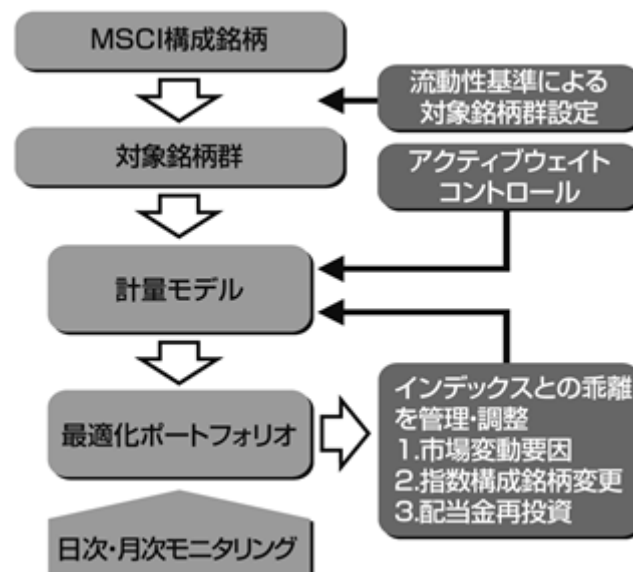 MSCI構成銘柄
流動性基準による
対象銘柄群設定
対象銘柄群
アクティブウェイト
コントロール
計量モデル
最適化ポートフォリオ
インデックスとの乖離
を管理・調整
1.市場変動要因
2.指数構成銘柄変更
3.配当金再投資
日次・月次モニタリング